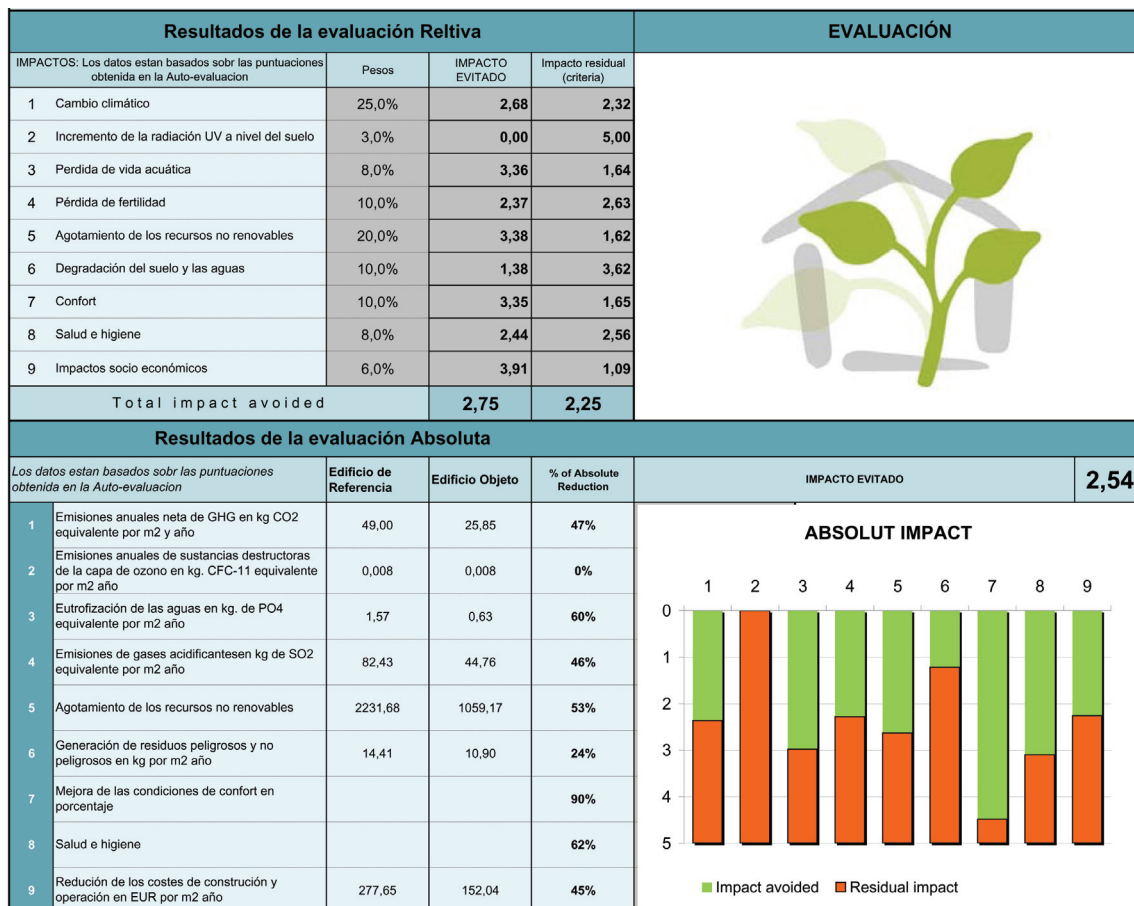 Resultados de la evaluación Reltiva
EVALUACIÓN
IMPACTOS: Los datos estan basados sobr las puntuaciones
obtenida en la Auto-evaluacion
Pesos
IMPACTO
EVITADO
Impacto residual
(criteria)
1 Cambio climático 25,0% 2,68 2,32
2 Incremento de la radiación UV a nivel del suelo 3,0% 0,00 5,00
3 Perdida de vida acuática 8,0% 3,36 1,64
4 Pérdida de fertilidad 10,0% 2,37 2,63
5 Agotamiento de los recursos no renovables 20,0% 3,38 1,62
6 Degradación del suelo y las aguas 10,0% 1,38 3,62
7 Confort 10,0% 3,35 1,65
8 Salud e higiene 8,0% 2,44 2,56
9 Impactos socio económicos 6,0% 3,91 1,09
Total impact avoided 2,75 2,25
Resultados de la evaluación Absoluta
Los datos estan basados sobr las puntuaciones
obtenida en la Auto-evaluacion
Edificio de
Referencia
Edificio Objeto
% of Absolute
Reduction
IMPACTO EVITADO 2,54
1 Emisiones anuales neta de GHG en kg CO2
equivalente por m2 y año
49,00 25,85 47%
2 Emisiones anuales de sustancias destructoras
de la capa de ozono en kg. CFC-11 equivalente
por m2 año
0,008 0,008 0%
3 Eutrofización de las aguas en kg. de PO4
equivalente por m2 año
1,57 0,63 60%
4 Emisiones de gases acidificantesen kg de SO2
equivalente por m2 año
82,43 44,76 46%
5 Agotamiento de los recursos no renovables 2231,68 1059,17 53%
6 Generación de residuos peligrosos y no
peligrosos en kg por m2 año
14,41 10,90 24%
7 Mejora de las condiciones de confort en
porcentaje
90%
8 Salud e higiene 62%
9 Redución de los costes de construción y
operación en EUR por m2 año
277,65 152,04 45%
ABSOLUT IMPACT
1 2 3 4 5 6 7 8 9
0
1
2
3
4
5
Impact avoided Residual impact